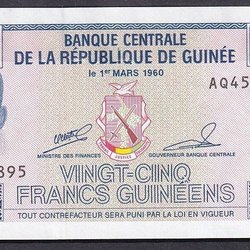 BANQUE CENTRALE
DE LA RÉPUBLIQUE DE GUINÉE
le 1er MARS 1960
AQ45
MINISTRE DES FINANCES GOUVERNEUR BANQUE CENTRALE
895
VINGT-CINQ
FRANCS GUINÉENS
TOUT CONTREFACTEUR SERA PUNI PAR LA LOI EN VIGUEUR